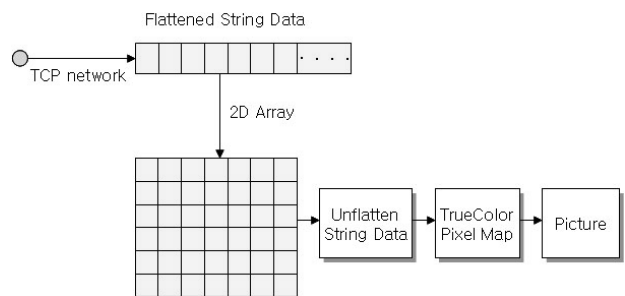 Flattened String Data
TCP network
. . . .
2D Array
Unflatten
String Data
TrueColor
Pixel Map
Picture